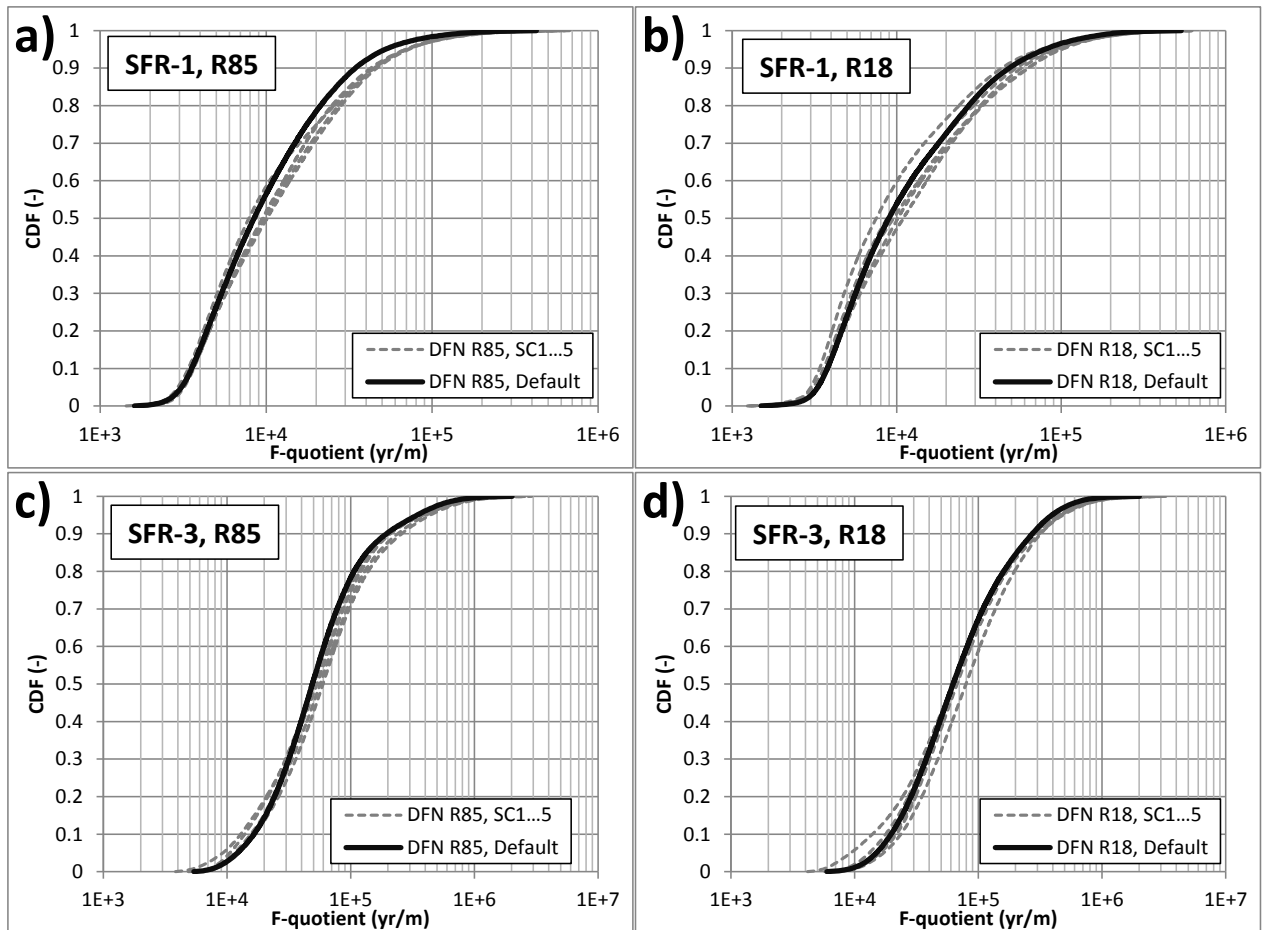 a)
SFR-1, R85
CDF (-)
1
0.9
0.8
0.7
0.6
0.5
0.4
0.3
0.2
0.1
0
DFN R85, SC1...5
DFN R85, Default
1E+3 1E+4 1E+5 1E+6
F-quotient (yr/m)
b)
SFR-1, R18
CDF (-)
1
0.9
0.8
0.7
0.6
0.5
0.4
0.3
0.2
0.1
0
DFN R18, SC1...5
DFN R18, Default
1E+3 1E+4 1E+5 1E+6
F-quotient (yr/m)
c)
SFR-3, R85
CDF (-)
1
0.9
0.8
0.7
0.6
0.5
0.4
0.3
0.2
0.1
0
DFN R85, SC1...5
DFN R85, Default
1E+3 1E+4 1E+5 1E+6 1E+7
F-quotient (yr/m)
d)
SFR-3, R18
CDF (-)
1
0.9
0.8
0.7
0.6
0.5
0.4
0.3
0.2
0.1
0
DFN R18, SC1...5
DFN R18, Default
1E+3 1E+4 1E+5 1E+6 1E+7
F-quotient (yr/m)